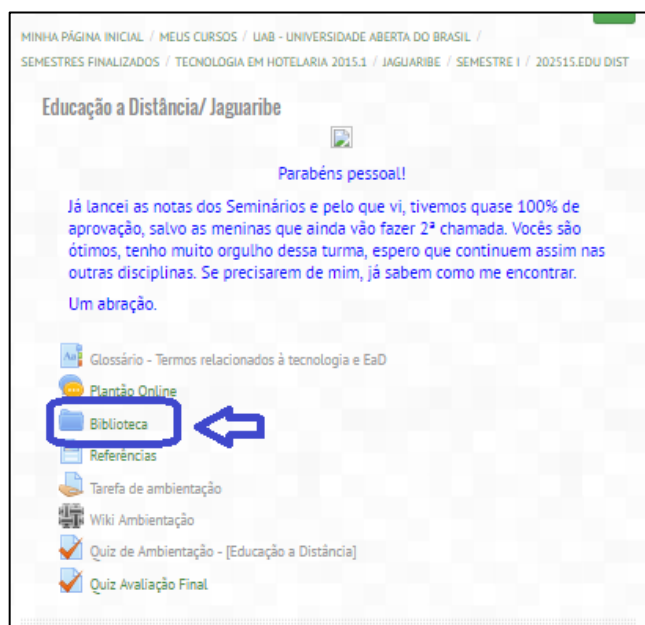 MINHA PÁGINA INICIAL / MEUS CURSOS / UAB - UNIVERSIDADE ABERTA DO BRASIL /
SEMESTRES FINALIZADOS / TECNOLOGIA EM HOTELARIA 2015.1 / JAGUARIBE / SEMESTRE I / 202515.EDU DIST
Educação a Distância/ Jaguaribe
Parabéns pessoal!
Já lancei as notas dos Seminários e pelo que vi, tivemos quase 100% de
aprovação, salvo as meninas que ainda vão fazer 2ª chamada. Vocês são
ótimos, tenho muito orgulho dessa turma, espero que continuem assim nas
outras disciplinas. Se precisarem de mim, já sabem como me encontrar.
Um abração.
Glossário - Termos relacionados à tecnologia e EaD
Plantão Online
Biblioteca
Referências
Tarefa de ambientação
Wiki Ambientação
Quiz de Ambientação - [Educação a Distância]
Quiz Avaliação Final